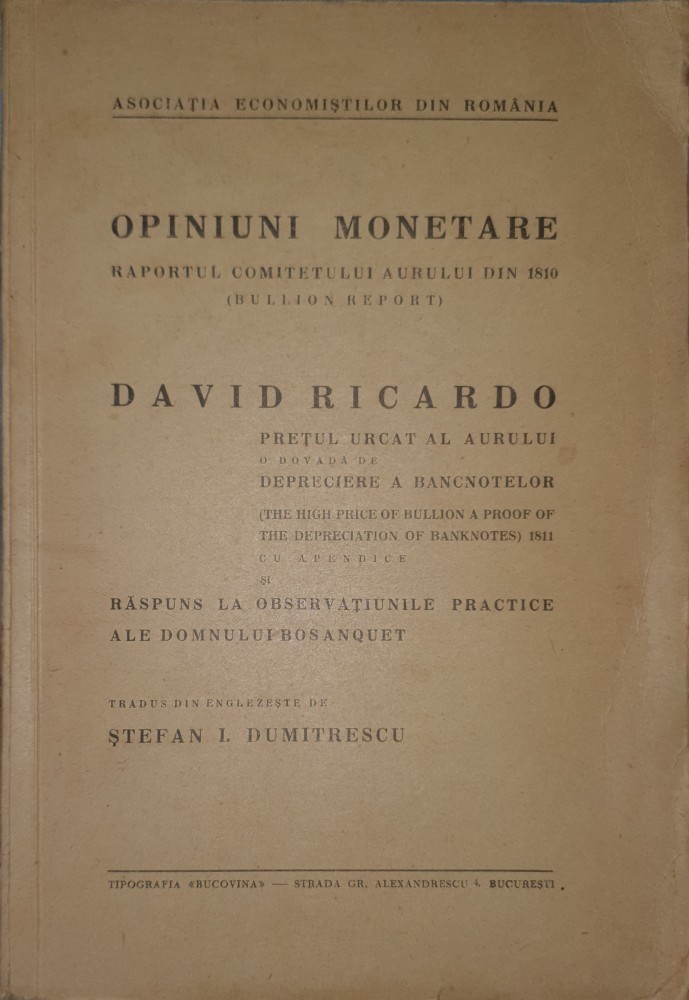 ASOCIAȚIA ECONOMIȘTILOR DIN ROMÂNIA
OPINIUNI MONETARE
RAPORTUL COMITETULUI AURULUI DIN 1810
(BULLION REPORT)
DAVID RICARDO
PREȚUL URCAT AL AURULUI
O DOVADĂ DE
DEPRECIERE A BANCNOTELOR
(THE HIGH PRICE OF BULLION A PROOF OF
THE DEPRECIATION OF BANKNOTES) 1811
CU APENDICE
ȘI
RĂSPUNS LA OBSERVAȚIUNILE PRACTICE
ALE DOMNULUI BOSANQUET
TRADUS DIN ENGLEZEȘTE DE
ȘTEFAN I. DUMITRESCU
TIPOGRAFIA «BUCOVINA» — STRADA GR. ALEXANDRESCU 4. BUCUREȘTI.